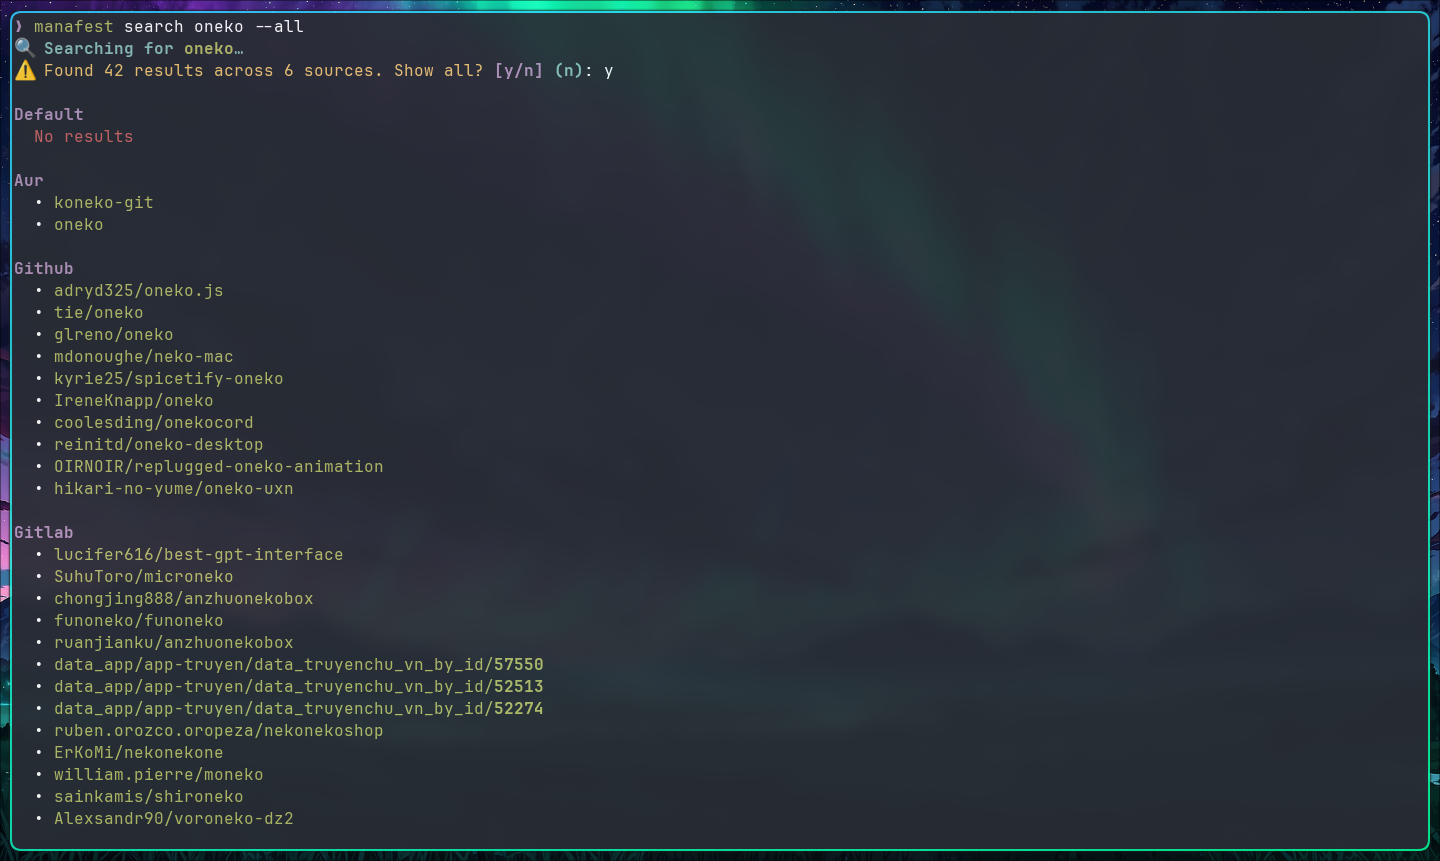 ❯ manafest search oneko --all
🔍 Searching for oneko…
⚠️ Found 42 results across 6 sources. Show all? [y/n] (n): y
Default
No results
Aur
• koneko-git
• oneko
Github
• adryd325/oneko.js
• tie/oneko
• glreno/oneko
• mdonoughe/neko-mac
• kyrie25/spicetify-oneko
• IreneKnapp/oneko
• coolesding/onekocord
• reinitd/oneko-desktop
• OIRNOIR/replugged-oneko-animation
• hikari-no-yume/oneko-uxn
Gitlab
• lucifer616/best-gpt-interface
• SuhuToro/microneko
• chongjing888/anzhuonekobox
• funoneko/funoneko
• ruanjianku/anzhuonekobox
• data_app/app-truyen/data_truyenchu_vn_by_id/57550
• data_app/app-truyen/data_truyenchu_vn_by_id/52513
• data_app/app-truyen/data_truyenchu_vn_by_id/52274
• ruben.orozco.oropeza/nekonekoshop
• ErKoMi/nekonekone
• william.pierre/moneko
• sainkamis/shironeko
• Alexsandr90/voroneko-dz2